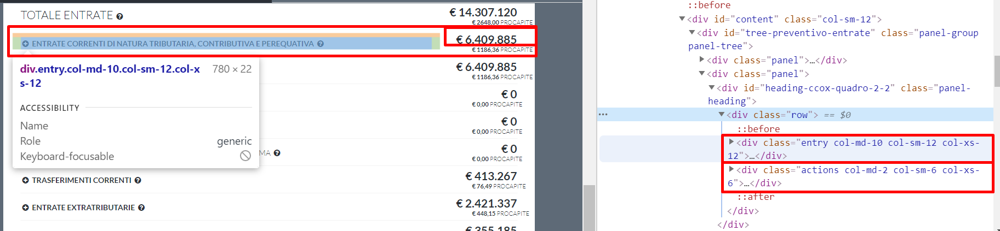 TOTALE ENTRATE
€ 14.307.120
€ 2648,00 PROCAPITE
ENTRATE CORRENTI DI NATURA TRIBUTARIA, CONTRIBUTIVA E PEREQUATIVA
€ 6.409.885
€ 1186,36 PROCAPITE
div.entry.col-md-10.col-sm-12.col-x
s-12
780 × 22
ACCESSIBILITY
Name
Role
generic
Keyboard-focusable
€ 6.409.885
€ 1186,36 PROCAPITE
€ 0
€ 0,00 PROCAPITE
€ 0
€ 0,00 PROCAPITE
MA
€ 0
€ 0,00 PROCAPITE
TRASFERIMENTI CORRENTI
€ 413.267
€ 76,49 PROCAPITE
ENTRATE EXTRATRIBUTARIE
€ 2.421.337
€ 448,15 PROCAPITE
€ 355.185
::before
<div id="content" class="col-sm-12">
<div id="tree-preventivo-entrate" class="panel-group
panel-tree">
<div class="panel">…</div>
<div class="panel">
<div id="heading-ccox-quadro-2-2" class="panel-
heading">
… <div class="row"> == $0
::before
<div class="entry col-md-10 col-sm-12 col-xs-
12">…</div>
<div class="actions col-md-2 col-sm-6 col-xs-
6">…</div>
::after
</div>
</div>